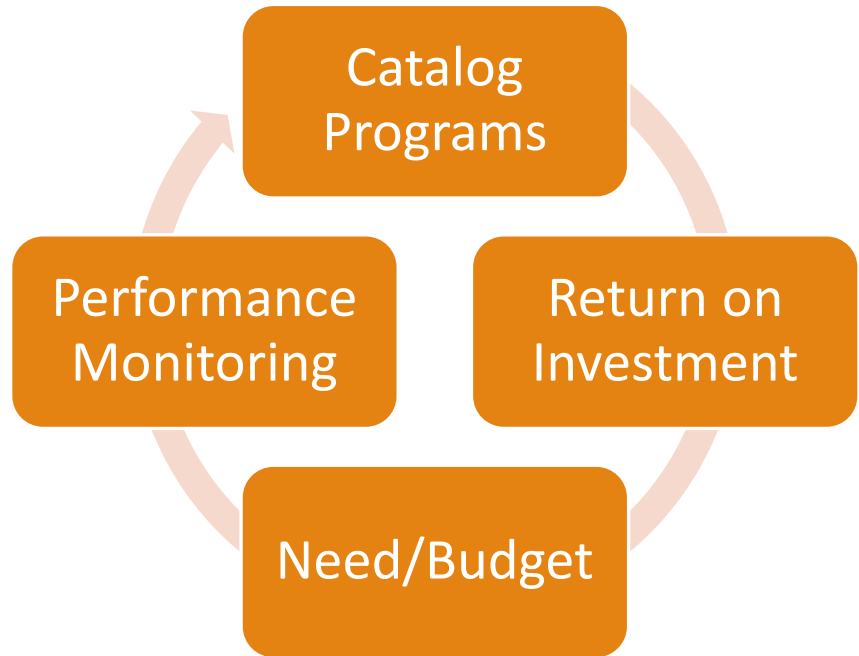 Catalog
Programs
Return on
Investment
Need/Budget
Performance
Monitoring